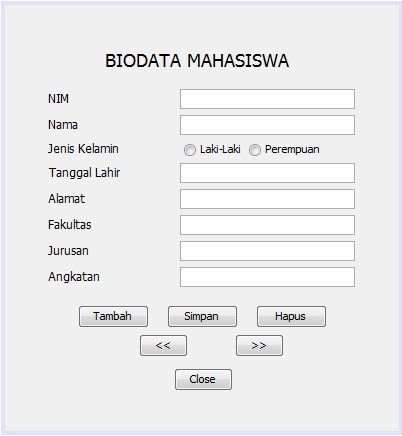 BIODATA MAHASISWA
NIM
Nama
Jenis Kelamin Laki-Laki Perempuan
Tanggal Lahir
Alamat
Fakultas
Jurusan
Angkatan
Tambah Simpan Hapus
<< >>
Close